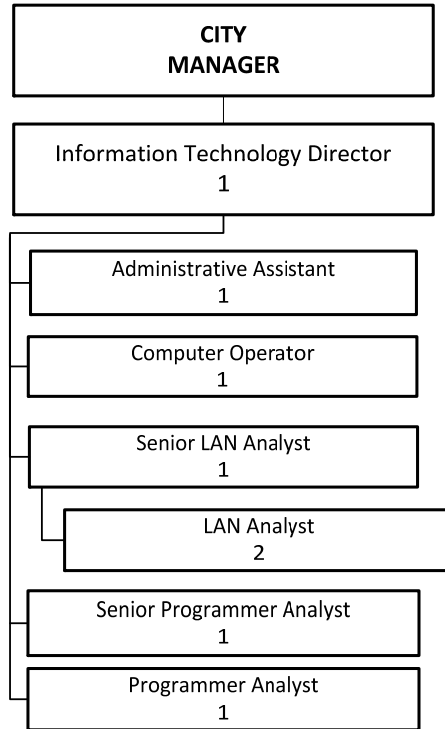 CITY
MANAGER
Information Technology Director
1
Administrative Assistant
1
Computer Operator
1
Senior LAN Analyst
1
LAN Analyst
2
Senior Programmer Analyst
1
Programmer Analyst
1